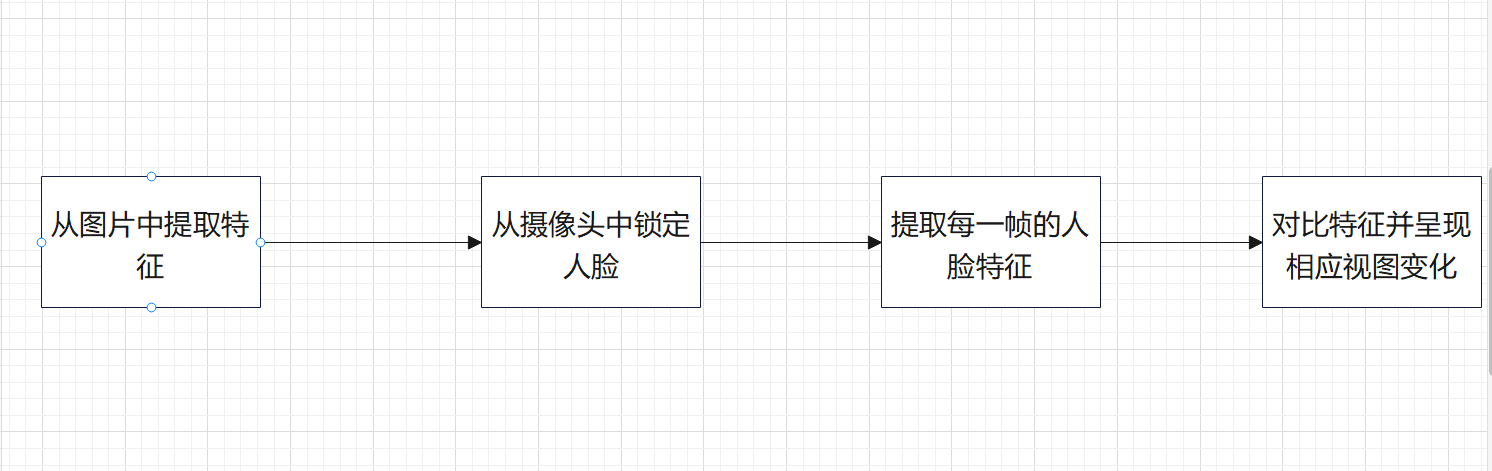 从图片中提取特
征
从摄像头中锁定
人脸
提取每一帧的人
脸特征
对比特征并呈现
相应视图变化